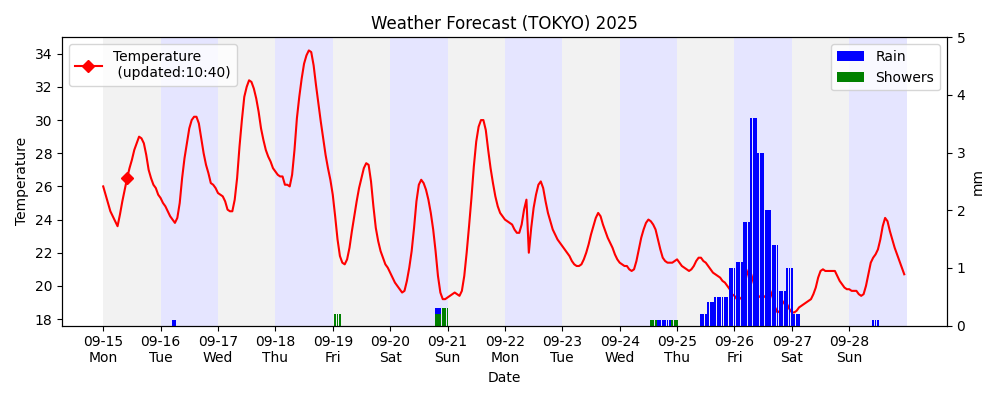 Weather Forecast (TOKYO) 2025
Temperature
(updated:10:40)
Rain
Showers
Temperature
34
32
30
28
26
24
22
20
18
5
4
3
2
1
0
mm
09-15 09-16 09-17 09-18 09-19 09-20 09-21 09-22 09-23 09-24 09-25 09-26 09-27 09-28
Mon Tue Wed Thu Fri Sat Sun Mon Tue Wed Thu Fri Sat Sun
Date